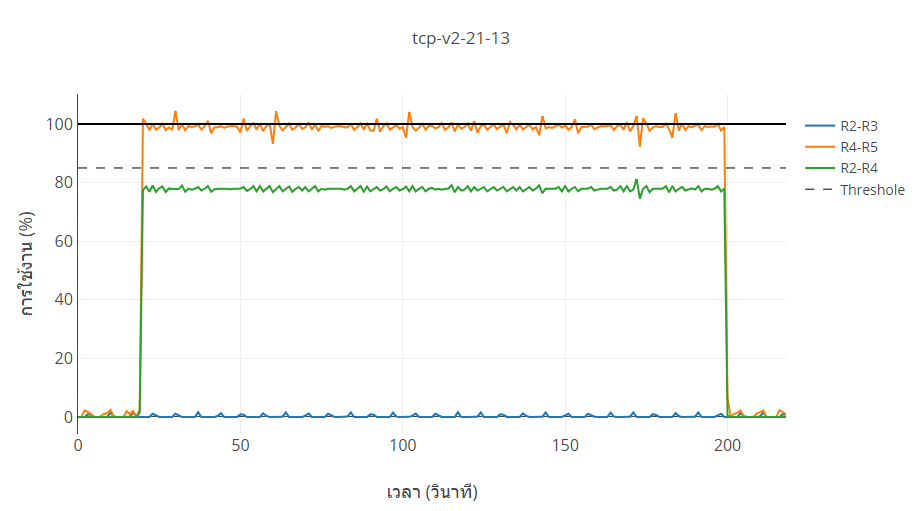 tcp-v2-21-13
100
80
60
40
20
0
การใช้งาน (%)
0
50
100
150
200
เวลา (วินาที)
R2-R3
R4-R5
R2-R4
Threshole